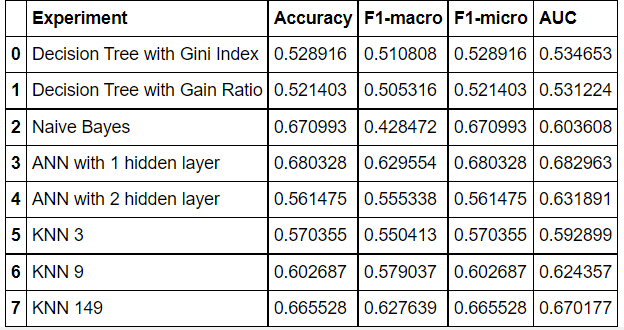 Experiment Accuracy F1-macro F1-micro AUC
0 Decision Tree with Gini Index 0.528916 0.510808 0.528916 0.534653
1 Decision Tree with Gain Ratio 0.521403 0.505316 0.521403 0.531224
2 Naive Bayes 0.670993 0.428472 0.670993 0.603608
3 ANN with 1 hidden layer 0.680328 0.629554 0.680328 0.682963
4 ANN with 2 hidden layer 0.561475 0.555338 0.561475 0.631891
5 KNN 3 0.570355 0.550413 0.570355 0.592899
6 KNN 9 0.602687 0.579037 0.602687 0.624357
7 KNN 149 0.665528 0.627639 0.665528 0.670177